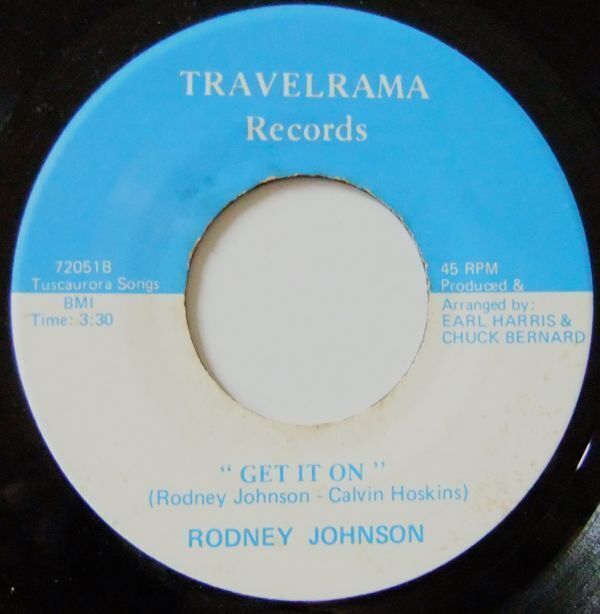 TRAVELRAMA
Records
72051B
Tuscaurora Songs
BMI
Time: 3:30
45 RPM
Produced &
Arranged by:
EARL HARRIS &
CHUCK BERNARD
" GET IT ON "
(Rodney Johnson - Calvin Hoskins)
RODNEY JOHNSON